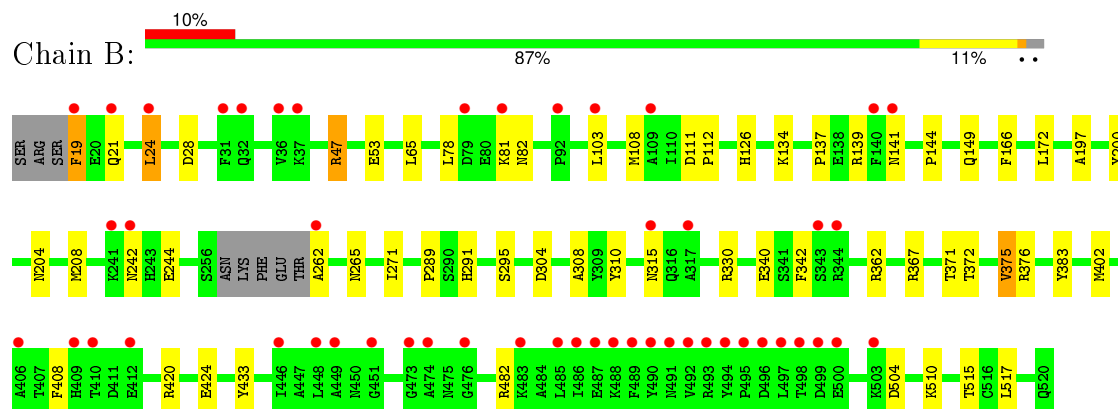 10%
Chain B:
87% 11% • •
SER ARG SER F19 E20 Q21 L24 D28 F31 Q32 V36 K37 R47 E53 L65 L78 D79 E80 K81 N82 P92 L103 M108 A109 I110 D111 P112 H126 K134 P137 E138 R139 F140 N141 P144 Q149 F166 L172 A197
N204 M208 K241 N242 H243 E244 S256 ASN LYS PHE GLU THR A262 N265 I271 P289 S290 H291 S295 D304 A308 Y309 Y310 N315 Q316 A317 R330 E340 S341 F342 S343 R344 R362 R367 T371 T372 V375 R376 Y383 M402
A406 T407 F408 H409 T410 D411 E412 R420 E424 Y433 I446 A447 L448 A449 N450 G451 G473 A474 N475 G476 R482 K483 A484 L485 I486 E487 K488 F489 Y490 N491 V492 R493 Y494 P495 D496 L497 T498 D499 E500 K503 D504 K510 T515 C516 L517 Q520